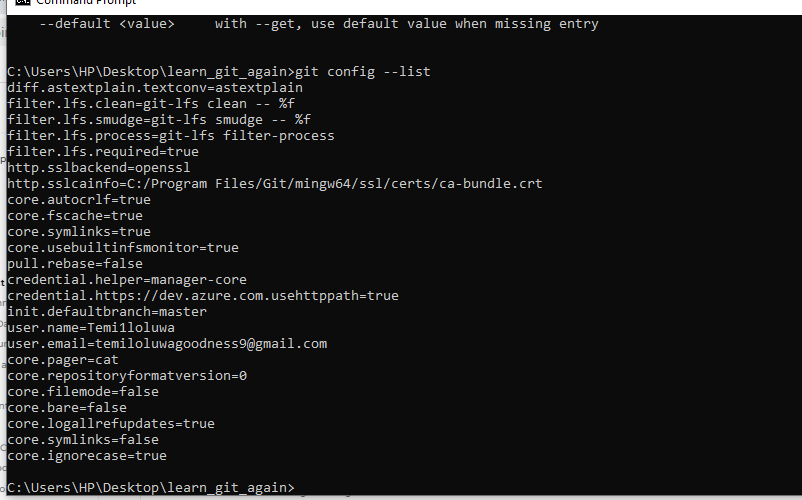 Command Prompt
--default <value>     with --get, use default value when missing entry
C:\Users\HP\Desktop\learn_git_again>git config --list
diff.astextplain.textconv=astextplain
filter.lfs.clean=git-lfs clean -- %f
filter.lfs.smudge=git-lfs smudge -- %f
filter.lfs.process=git-lfs filter-process
filter.lfs.required=true
http.sslbackend=openssl
http.sslcainfo=C:/Program Files/Git/mingw64/ssl/certs/ca-bundle.crt
core.autocrlf=true
core.fscache=true
core.symlinks=true
core.usebuiltinfsmonitor=true
pull.rebase=false
credential.helper=manager-core
credential.https://dev.azure.com.usehttppath=true
init.defaultbranch=master
user.name=Temi1loluwa
user.email=temiloluwagoodness9@gmail.com
core.pager=cat
core.repositoryformatversion=0
core.filemode=false
core.bare=false
core.logallrefupdates=true
core.symlinks=false
core.ignorecase=true
C:\Users\HP\Desktop\learn_git_again>